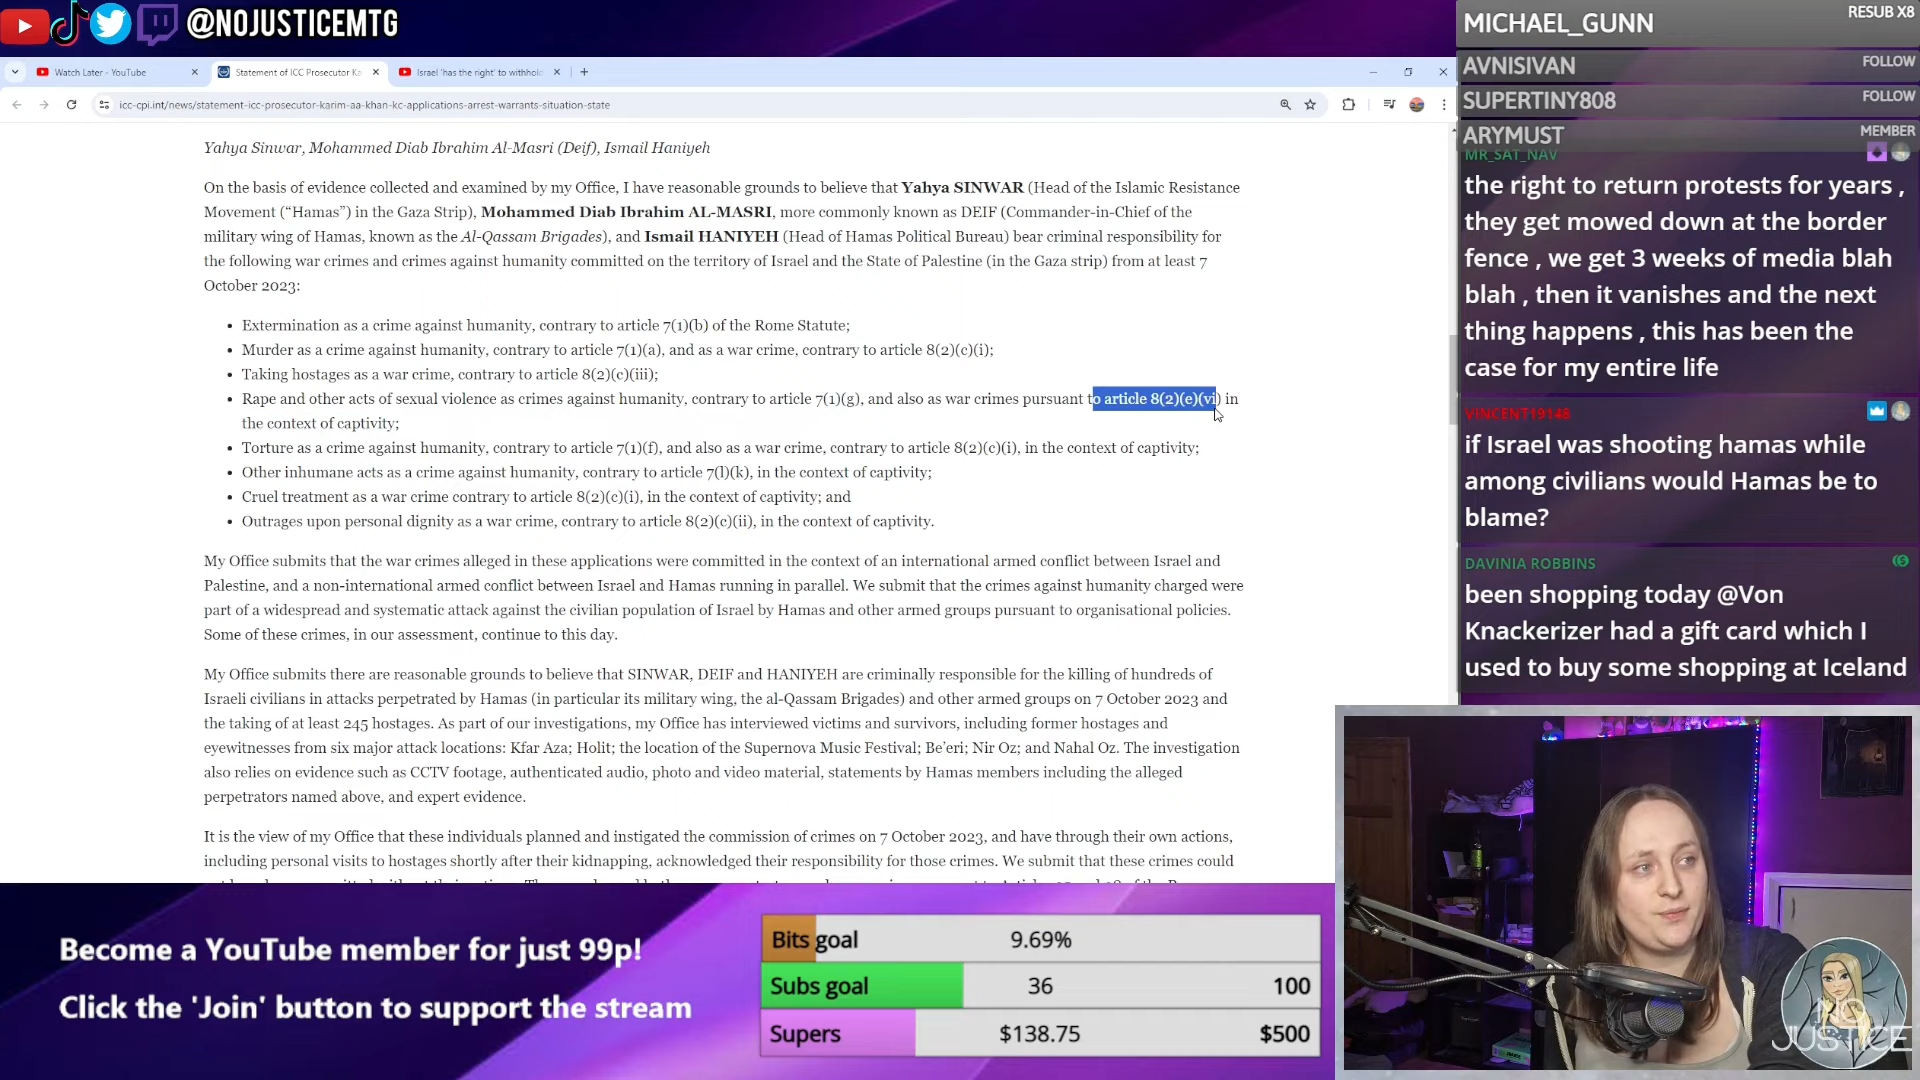 @NOJUSTICEMTG
Watch Later - YouTube
Statement of ICC Prosecutor Ka
Israel 'has the right' to withhol
icc-cpi.int/news/statement-icc-prosecutor-karim-aa-khan-kc-applications-arrest-warrants-situation-state
Yahya Sinwar, Mohammed Diab Ibrahim Al-Masri (Deif), Ismail Haniyeh
On the basis of evidence collected and examined by my Office, I have reasonable grounds to believe that Yahya SINWAR (Head of the Islamic Resistance
Movement (“Hamas”) in the Gaza Strip), Mohammed Diab Ibrahim AL-MASRI, more commonly known as DEIF (Commander-in-Chief of the
military wing of Hamas, known as the Al-Qassam Brigades), and Ismail HANIYEH (Head of Hamas Political Bureau) bear criminal responsibility for
the following war crimes and crimes against humanity committed on the territory of Israel and the State of Palestine (in the Gaza strip) from at least 7
October 2023:
• Extermination as a crime against humanity, contrary to article 7(1)(b) of the Rome Statute;
• Murder as a crime against humanity, contrary to article 7(1)(a), and as a war crime, contrary to article 8(2)(c)(i);
• Taking hostages as a war crime, contrary to article 8(2)(c)(iii);
• Rape and other acts of sexual violence as crimes against humanity, contrary to article 7(1)(g), and also as war crimes pursuant to article 8(2)(e)(vi) in
the context of captivity;
• Torture as a crime against humanity, contrary to article 7(1)(f), and also as a war crime, contrary to article 8(2)(c)(i), in the context of captivity;
• Other inhumane acts as a crime against humanity, contrary to article 7(l)(k), in the context of captivity;
• Cruel treatment as a war crime contrary to article 8(2)(c)(i), in the context of captivity; and
• Outrages upon personal dignity as a war crime, contrary to article 8(2)(c)(ii), in the context of captivity.
My Office submits that the war crimes alleged in these applications were committed in the context of an international armed conflict between Israel and
Palestine, and a non-international armed conflict between Israel and Hamas running in parallel. We submit that the crimes against humanity charged were
part of a widespread and systematic attack against the civilian population of Israel by Hamas and other armed groups pursuant to organisational policies.
Some of these crimes, in our assessment, continue to this day.
My Office submits there are reasonable grounds to believe that SINWAR, DEIF and HANIYEH are criminally responsible for the killing of hundreds of
Israeli civilians in attacks perpetrated by Hamas (in particular its military wing, the al-Qassam Brigades) and other armed groups on 7 October 2023 and
the taking of at least 245 hostages. As part of our investigations, my Office has interviewed victims and survivors, including former hostages and
eyewitnesses from six major attack locations: Kfar Aza; Holit; the location of the Supernova Music Festival; Be’eri; Nir Oz; and Nahal Oz. The investigation
also relies on evidence such as CCTV footage, authenticated audio, photo and video material, statements by Hamas members including the alleged
perpetrators named above, and expert evidence.
It is the view of my Office that these individuals planned and instigated the commission of crimes on 7 October 2023, and have through their own actions,
including personal visits to hostages shortly after their kidnapping, acknowledged their responsibility for those crimes. We submit that these crimes could
MICHAEL_GUNN RESUB X8
AVNISIVAN FOLLOW
SUPERTINY808 FOLLOW
ARYMUST MEMBER
MR_SAT_NAV
the right to return protests for years ,
they get mowed down at the border
fence , we get 3 weeks of media blah
blah , then it vanishes and the next
thing happens , this has been the
case for my entire life
VINCENT19148
if Israel was shooting hamas while
among civilians would Hamas be to
blame?
DAVINIA ROBBINS
been shopping today @Von
Knackerizer had a gift card which I
used to buy some shopping at Iceland
Become a YouTube member for just 99p!
Click the 'Join' button to support the stream
Bits goal 9.69%
Subs goal 36 100
Supers $138.75 $500
NO
JUSTICE